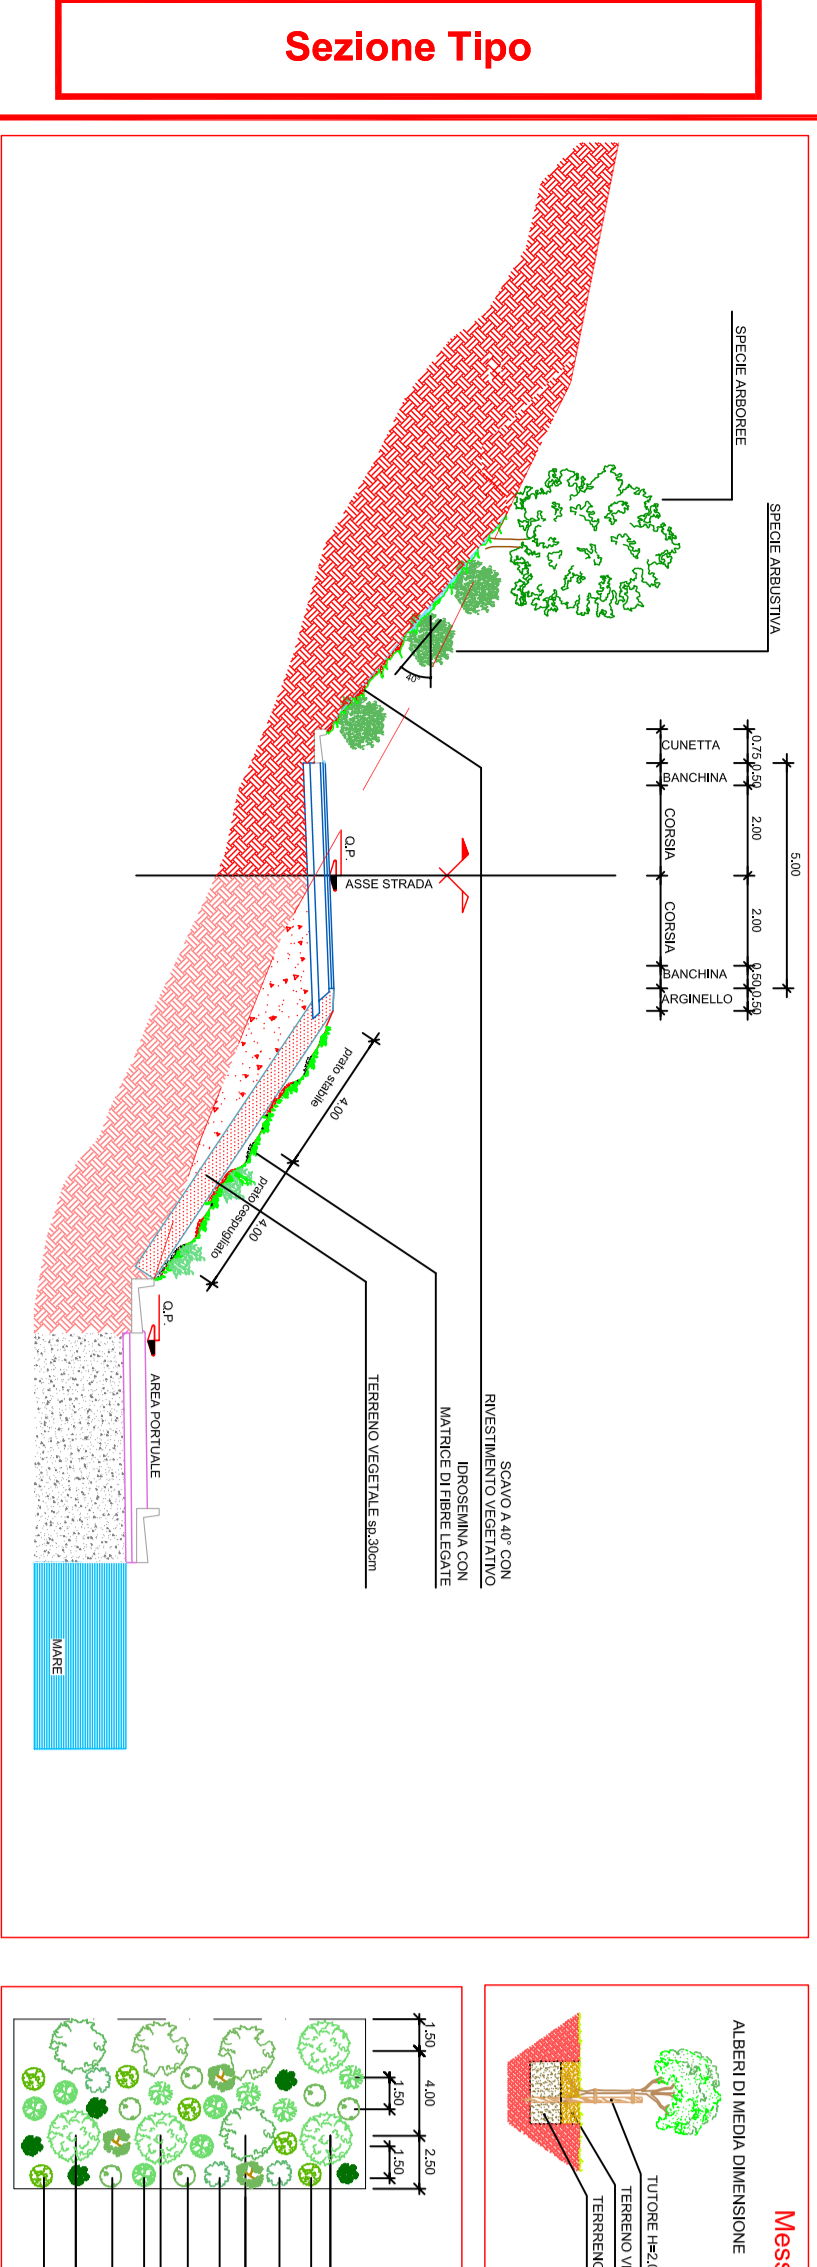 Sezione Tipo
SPECIE ARBOREE
SPECIE ARBUSTIVA
40°
CUNETTA
BANCHINA
CORSIA
CORSIA
BANCHINA
ARGINELLO
0.75
0.50
2.00
2.00
0.50
0.50
5.00
Q.P.
ASSE STRADA
prato stabile
4.00
prato cespugliato
4.00
Q.P.
AREA PORTUALE
MARE
SCAVO A 40° CON
RIVESTIMENTO VEGETATIVO
IDROSEMINA CON
MATRICE DI FIBRE LEGATE
TERRENO VEGETALE sp.30cm
1.50
4.00
2.50
1.50
1.50
ALBERI DI MEDIA DIMENSIONE
TUTORE
TERRENO